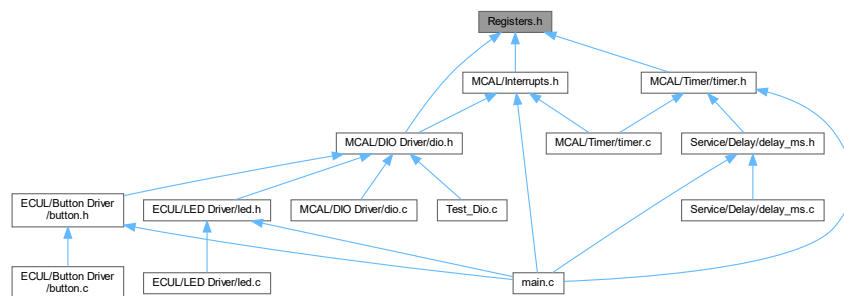 Registers.h
MCAL/Interrupts.h
MCAL/Timer/timer.h
MCAL/DIO Driver/dio.h
MCAL/Timer/timer.c
Service/Delay/delay_ms.h
ECUL/Button Driver
/button.h
ECUL/LED Driver/led.h
MCAL/DIO Driver/dio.c
Test_Dio.c
Service/Delay/delay_ms.c
ECUL/Button Driver
/button.c
ECUL/LED Driver/led.c
main.c